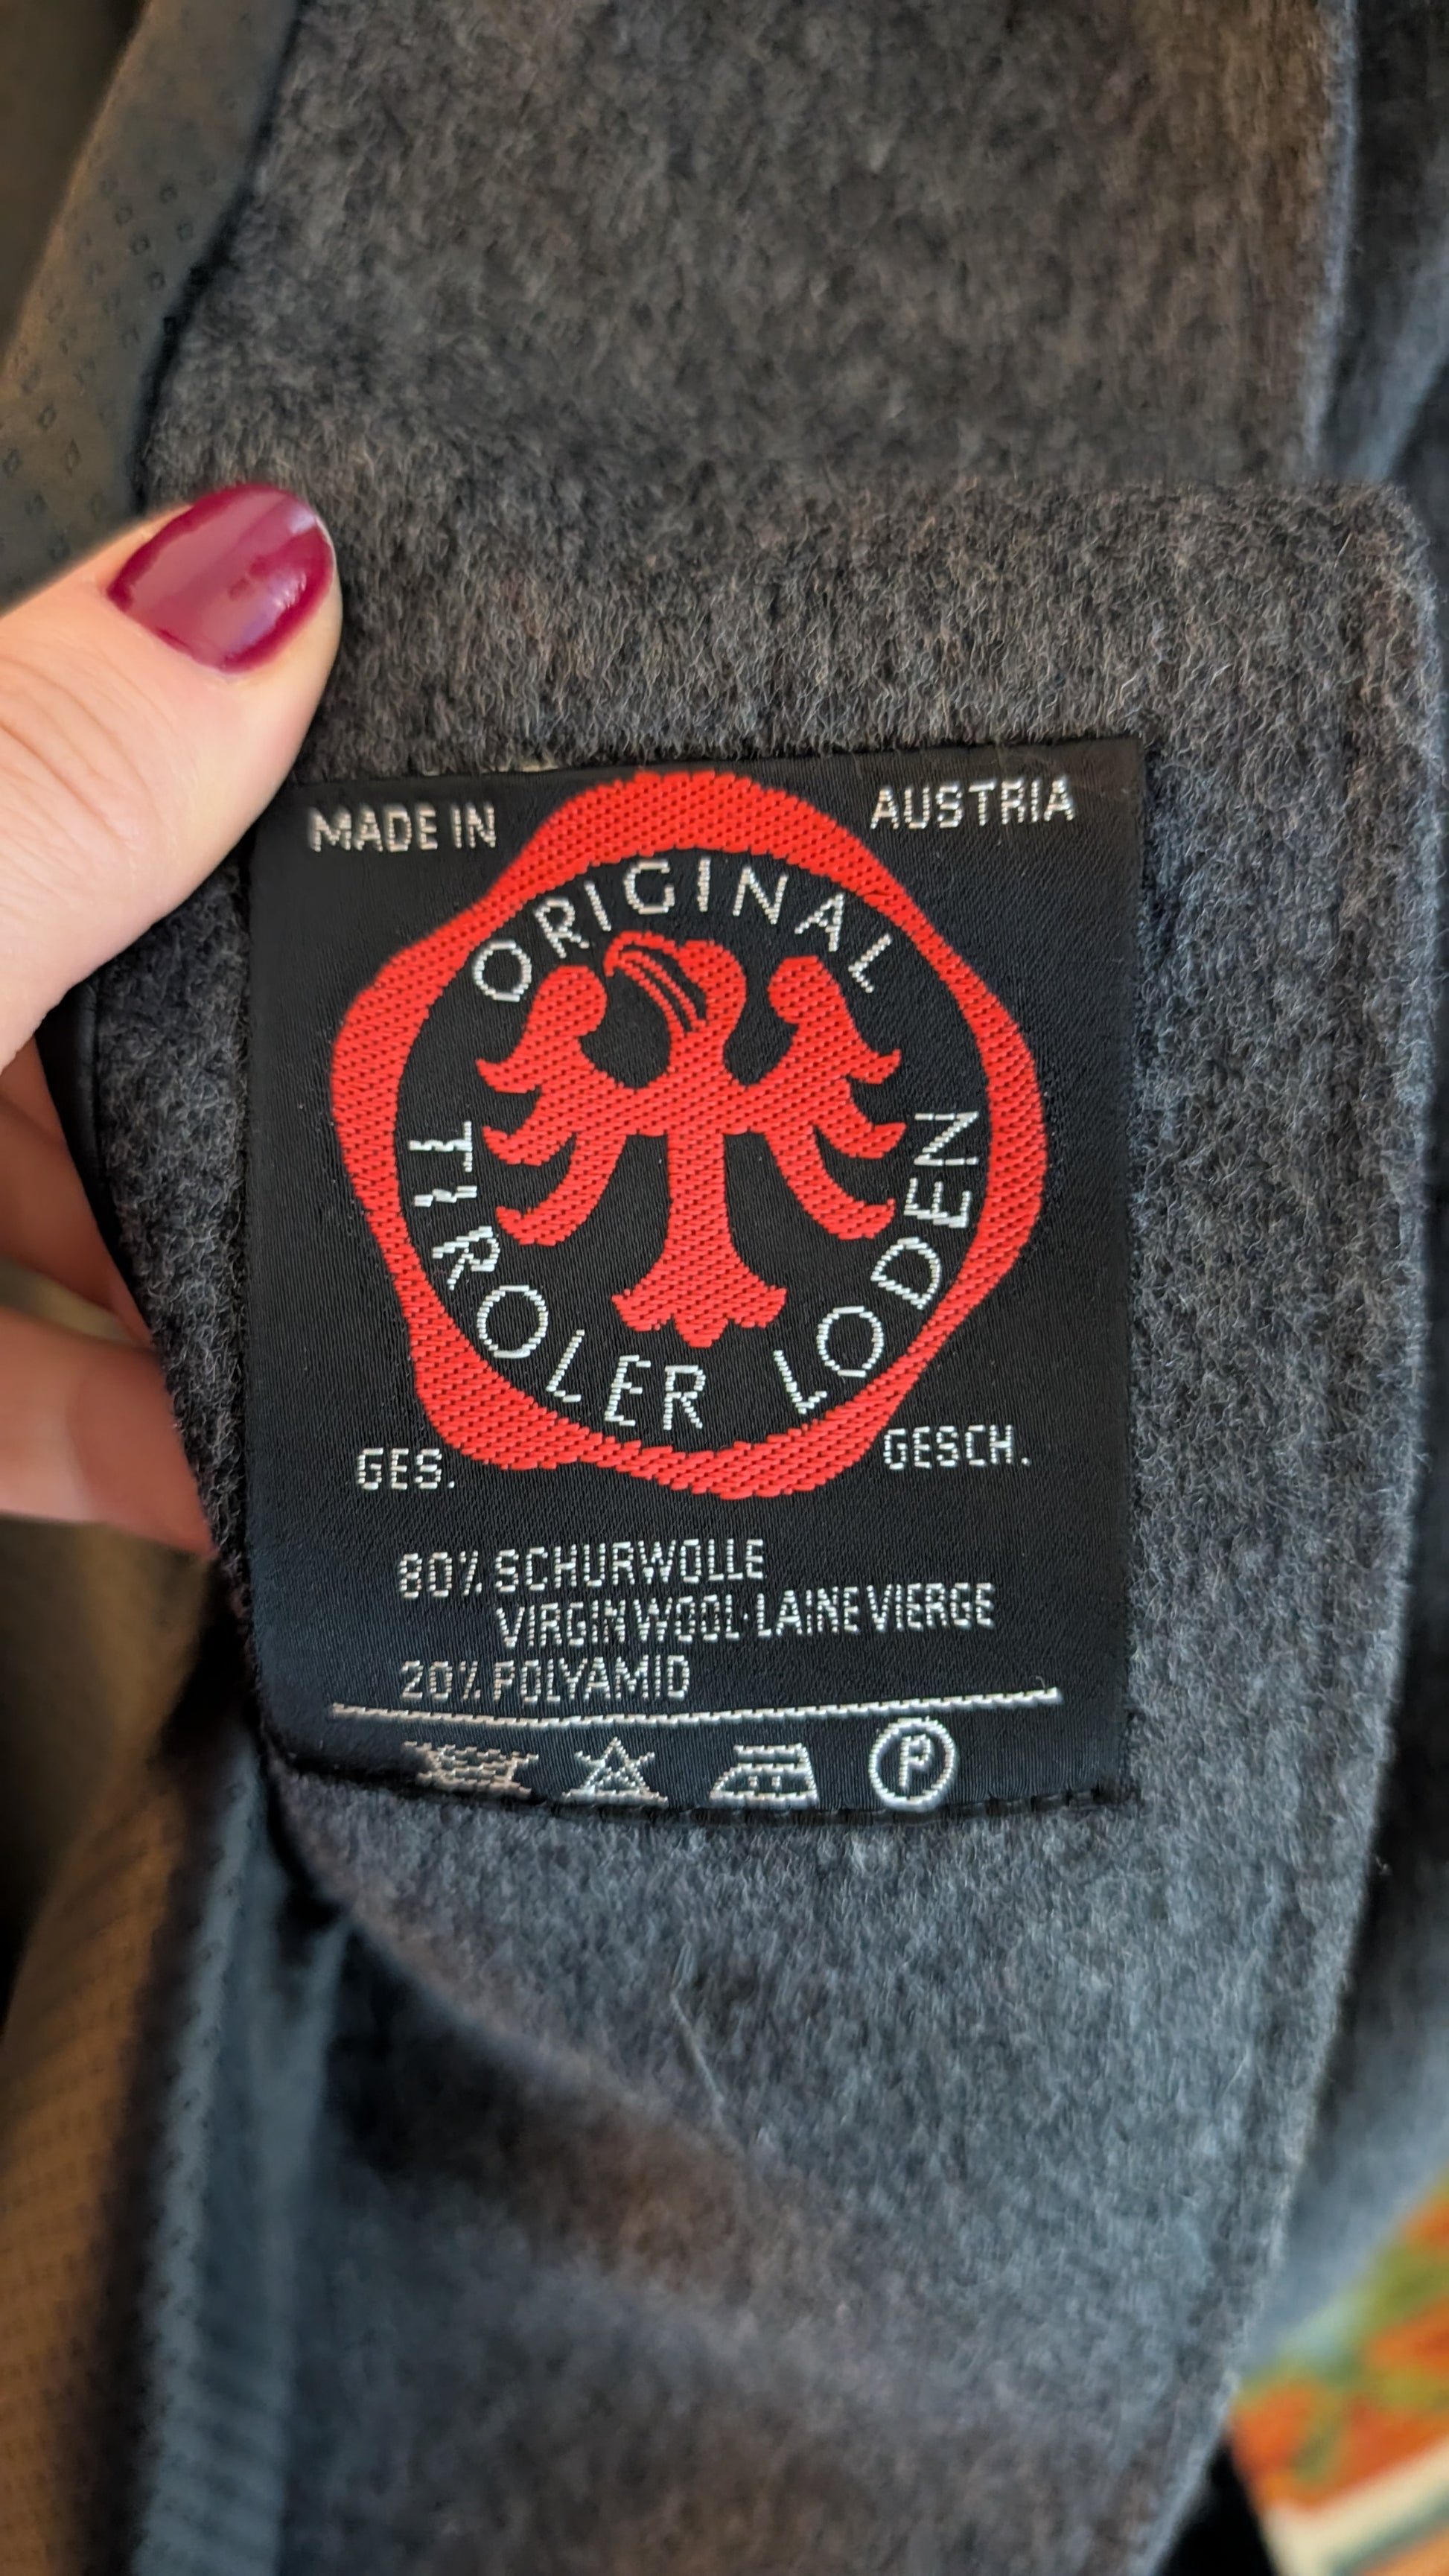 MADE IN AUSTRIA
ORIGINAL
TIROLER LODEN
GES. GESCH.
80% SCHURWOLLE
VIRGIN WOOL·LAINE VIERGE
20% POLYAMID
P